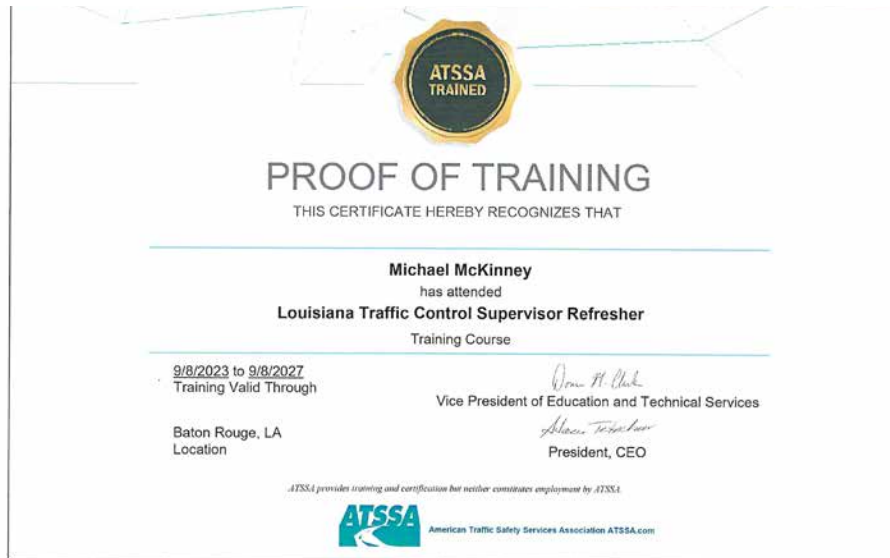 ATSSA
TRAINED
PROOF OF TRAINING
THIS CERTIFICATE HEREBY RECOGNIZES THAT
Michael McKinney
has attended
Louisiana Traffic Control Supervisor Refresher
Training Course
9/8/2023 to 9/8/2027
Training Valid Through
Vice President of Education and Technical Services
Baton Rouge, LA
Location
President, CEO
ATSSA provides training and certification but neither constitutes employment by ATSSA
ATSSA
American Traffic Safety Services Association ATSSA.com